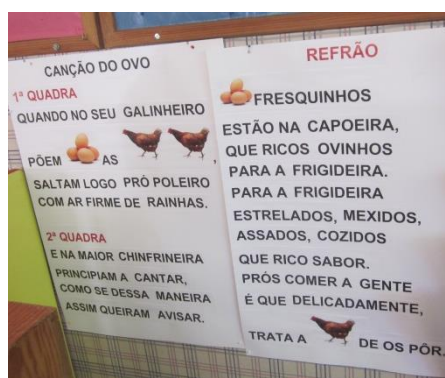 CANÇÃO DO OVO
1ª QUADRA
QUANDO NO SEU GALINHEIRO
PÕEM AS ,
SALTAM LOGO PRÓ POLEIRO
COM AR FIRME DE RAINHAS.
2ª QUADRA
E NA MAIOR CHINFRINEIRA
PRINCIPIAM A CANTAR,
COMO SE DESSA MANEIRA
ASSIM QUEIRAM AVISAR.
REFRÃO
FRESQUINHOS
ESTÃO NA CAPOEIRA,
QUE RICOS OVINHOS
PARA A FRIGIDEIRA.
PARA A FRIGIDEIRA
ESTRELADOS, MEXIDOS,
ASSADOS, COZIDOS
QUE RICO SABOR.
PRÓS COMER A GENTE
É QUE DELICADAMENTE,
TRATA A DE OS PÔR.